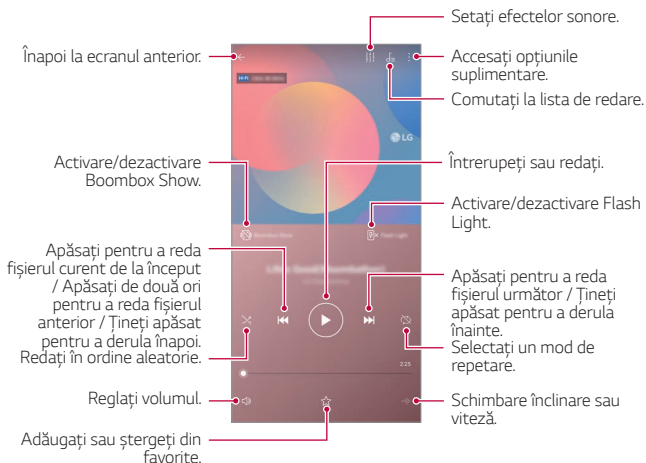 Setați efectelor sonore.
Înapoi la ecranul anterior.
Accesați opțiunile
suplimentare.
Comutați la lista de redare.
LG
Activare/dezactivare
Boombox Show.
Întrerupeți sau redați.
Activare/dezactivare Flash
Light.
Boombox Show
Flash Light
Apăsați pentru a reda
fișierul curent de la început
/ Apăsați de două ori
pentru a reda fișierul
anterior / Țineți apăsat
pentru a derula înapoi.
Redați în ordine aleatorie.
Apăsați pentru a reda
fișierul următor / Țineți
apăsat pentru a derula
înainte.
Selectați un mod de
repetare.
2:25
Reglați volumul.
Schimbare înclinare sau
viteză.
Adăugați sau ștergeți din
favorite.